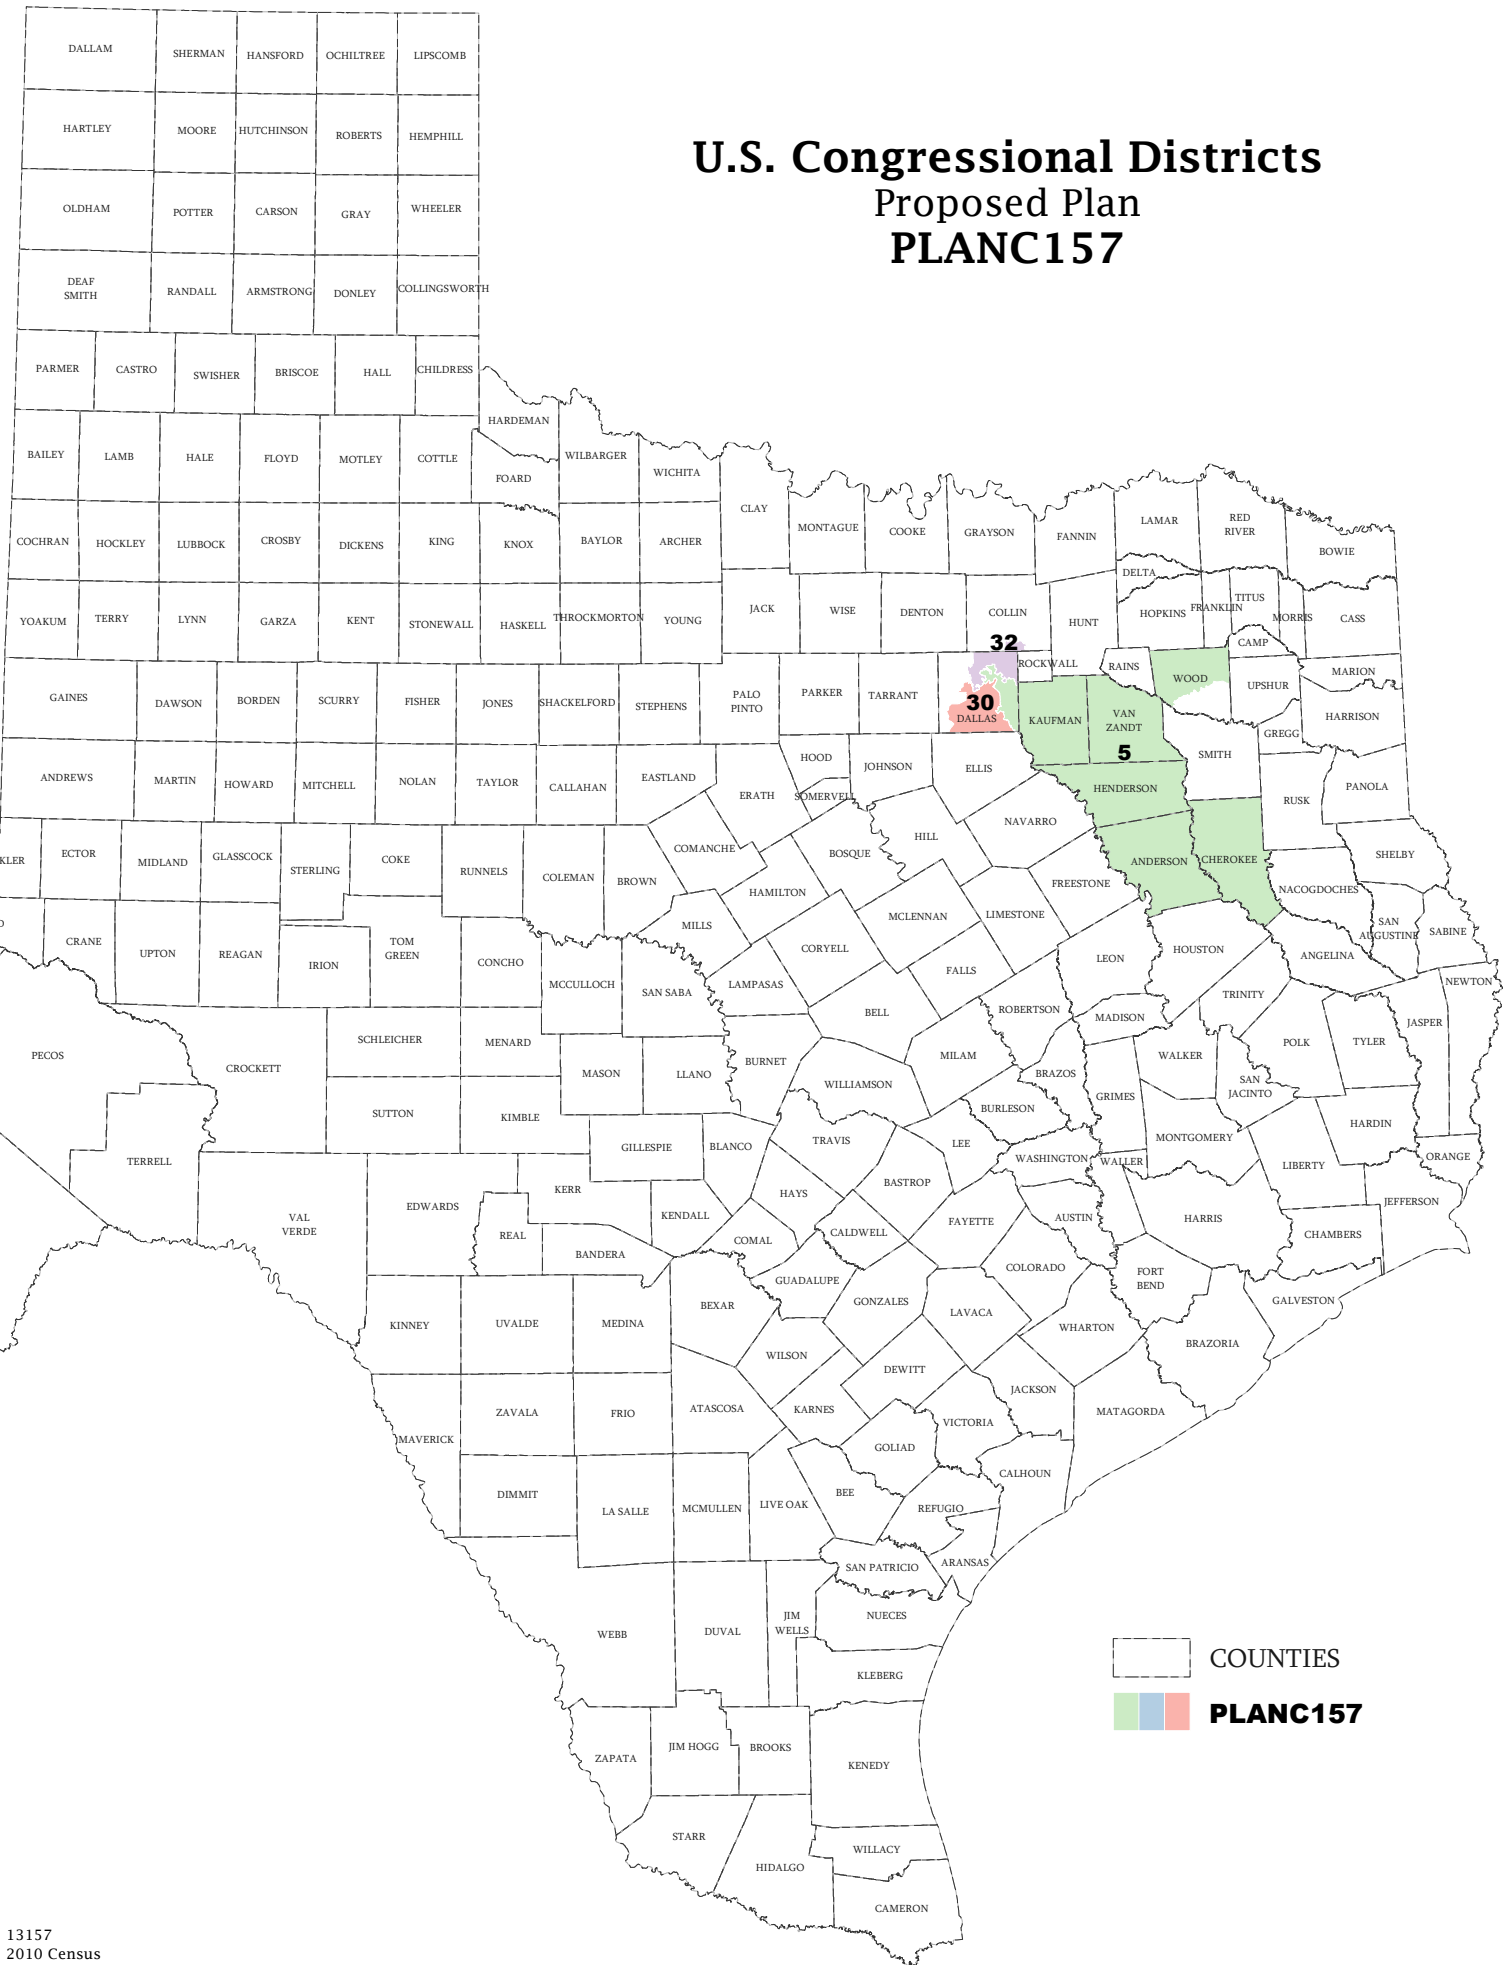 U.S. Congressional Districts
Proposed Plan
PLANC157
DALLAM
SHERMAN
HANSFORD
OCHILTREE
LIPSCOMB
HARTLEY
MOORE
HUTCHINSON
ROBERTS
HEMPHILL
OLDHAM
POTTER
CARSON
GRAY
WHEELER
DEAF
SMITH
RANDALL
ARMSTRONG
DONLEY
COLLINGSWORTH
PARMER
CASTRO
SWISHER
BRISCOE
HALL
CHILDRESS
HARDEMAN
BAILEY
LAMB
HALE
FLOYD
MOTLEY
COTTLE
FOARD
WILBARGER
WICHITA
CLAY
MONTAGUE
COOKE
GRAYSON
FANNIN
LAMAR
RED
RIVER
BOWIE
COCHRAN
HOCKLEY
LUBBOCK
CROSBY
DICKENS
KING
KNOX
BAYLOR
ARCHER
DELTA
YOAKUM
TERRY
LYNN
GARZA
KENT
STONEWALL
HASKELL
THROCKMORTON
YOUNG
JACK
WISE
DENTON
COLLIN
HUNT
HOPKINS
FRANKLIN
TITUS
MORRIS
CASS
CAMP
32
ROCKWALL
RAINS
WOOD
UPSHUR
MARION
GAINES
DAWSON
BORDEN
SCURRY
FISHER
JONES
SHACKELFORD
STEPHENS
PALO
PINTO
PARKER
TARRANT
30
DALLAS
KAUFMAN
VAN
ZANDT
5
HARRISON
GREGG
SMITH
ANDREWS
MARTIN
HOWARD
MITCHELL
NOLAN
TAYLOR
CALLAHAN
EASTLAND
ERATH
HOOD
SOMERVELL
JOHNSON
ELLIS
HENDERSON
RUSK
PANOLA
KLER
ECTOR
MIDLAND
GLASSCOCK
STERLING
COKE
RUNNELS
COLEMAN
BROWN
COMANCHE
BOSQUE
HILL
NAVARRO
ANDERSON
CHEROKEE
SHELBY
HAMILTON
FREESTONE
NACOGDOCHES
O
CRANE
UPTON
REAGAN
IRION
TOM
GREEN
CONCHO
MCCULLOCH
SAN SABA
MILLS
LAMPASAS
CORYELL
MCLENNAN
LIMESTONE
FALLS
LEON
HOUSTON
ANGELINA
SAN
AUGUSTINE
SABINE
NEWTON
TRINITY
BELL
ROBERTSON
MADISON
JASPER
PECOS
CROCKETT
SCHLEICHER
MENARD
MASON
LLANO
BURNET
WILLIAMSON
MILAM
BRAZOS
GRIMES
WALKER
SAN
JACINTO
POLK
TYLER
SUTTON
KIMBLE
BURLESON
HARDIN
TERRELL
GILLESPIE
BLANCO
TRAVIS
LEE
WASHINGTON
WALLER
MONTGOMERY
LIBERTY
ORANGE
JEFFERSON
VAL
VERDE
EDWARDS
REAL
KERR
BANDERA
KENDALL
HAYS
COMAL
CALDWELL
BASTROP
FAYETTE
AUSTIN
HARRIS
CHAMBERS
GUADALUPE
COLORADO
FORT
BEND
GALVESTON
KINNEY
UVALDE
MEDINA
BEXAR
WILSON
GONZALES
LAVACA
WHARTON
BRAZORIA
DEWITT
MAVERICK
ZAVALA
FRIO
ATASCOSA
KARNES
JACKSON
MATAGORDA
VICTORIA
GOLIAD
CALHOUN
DIMMIT
LA SALLE
MCMULLEN
LIVE OAK
BEE
REFUGIO
ARANSAS
SAN PATRICIO
WEBB
DUVAL
JIM
WELLS
NUECES
KLEBERG
ZAPATA
JIM HOGG
BROOKS
KENEDY
STARR
HIDALGO
WILLACY
CAMERON
COUNTIES
PLANC157
13157
2010 Census